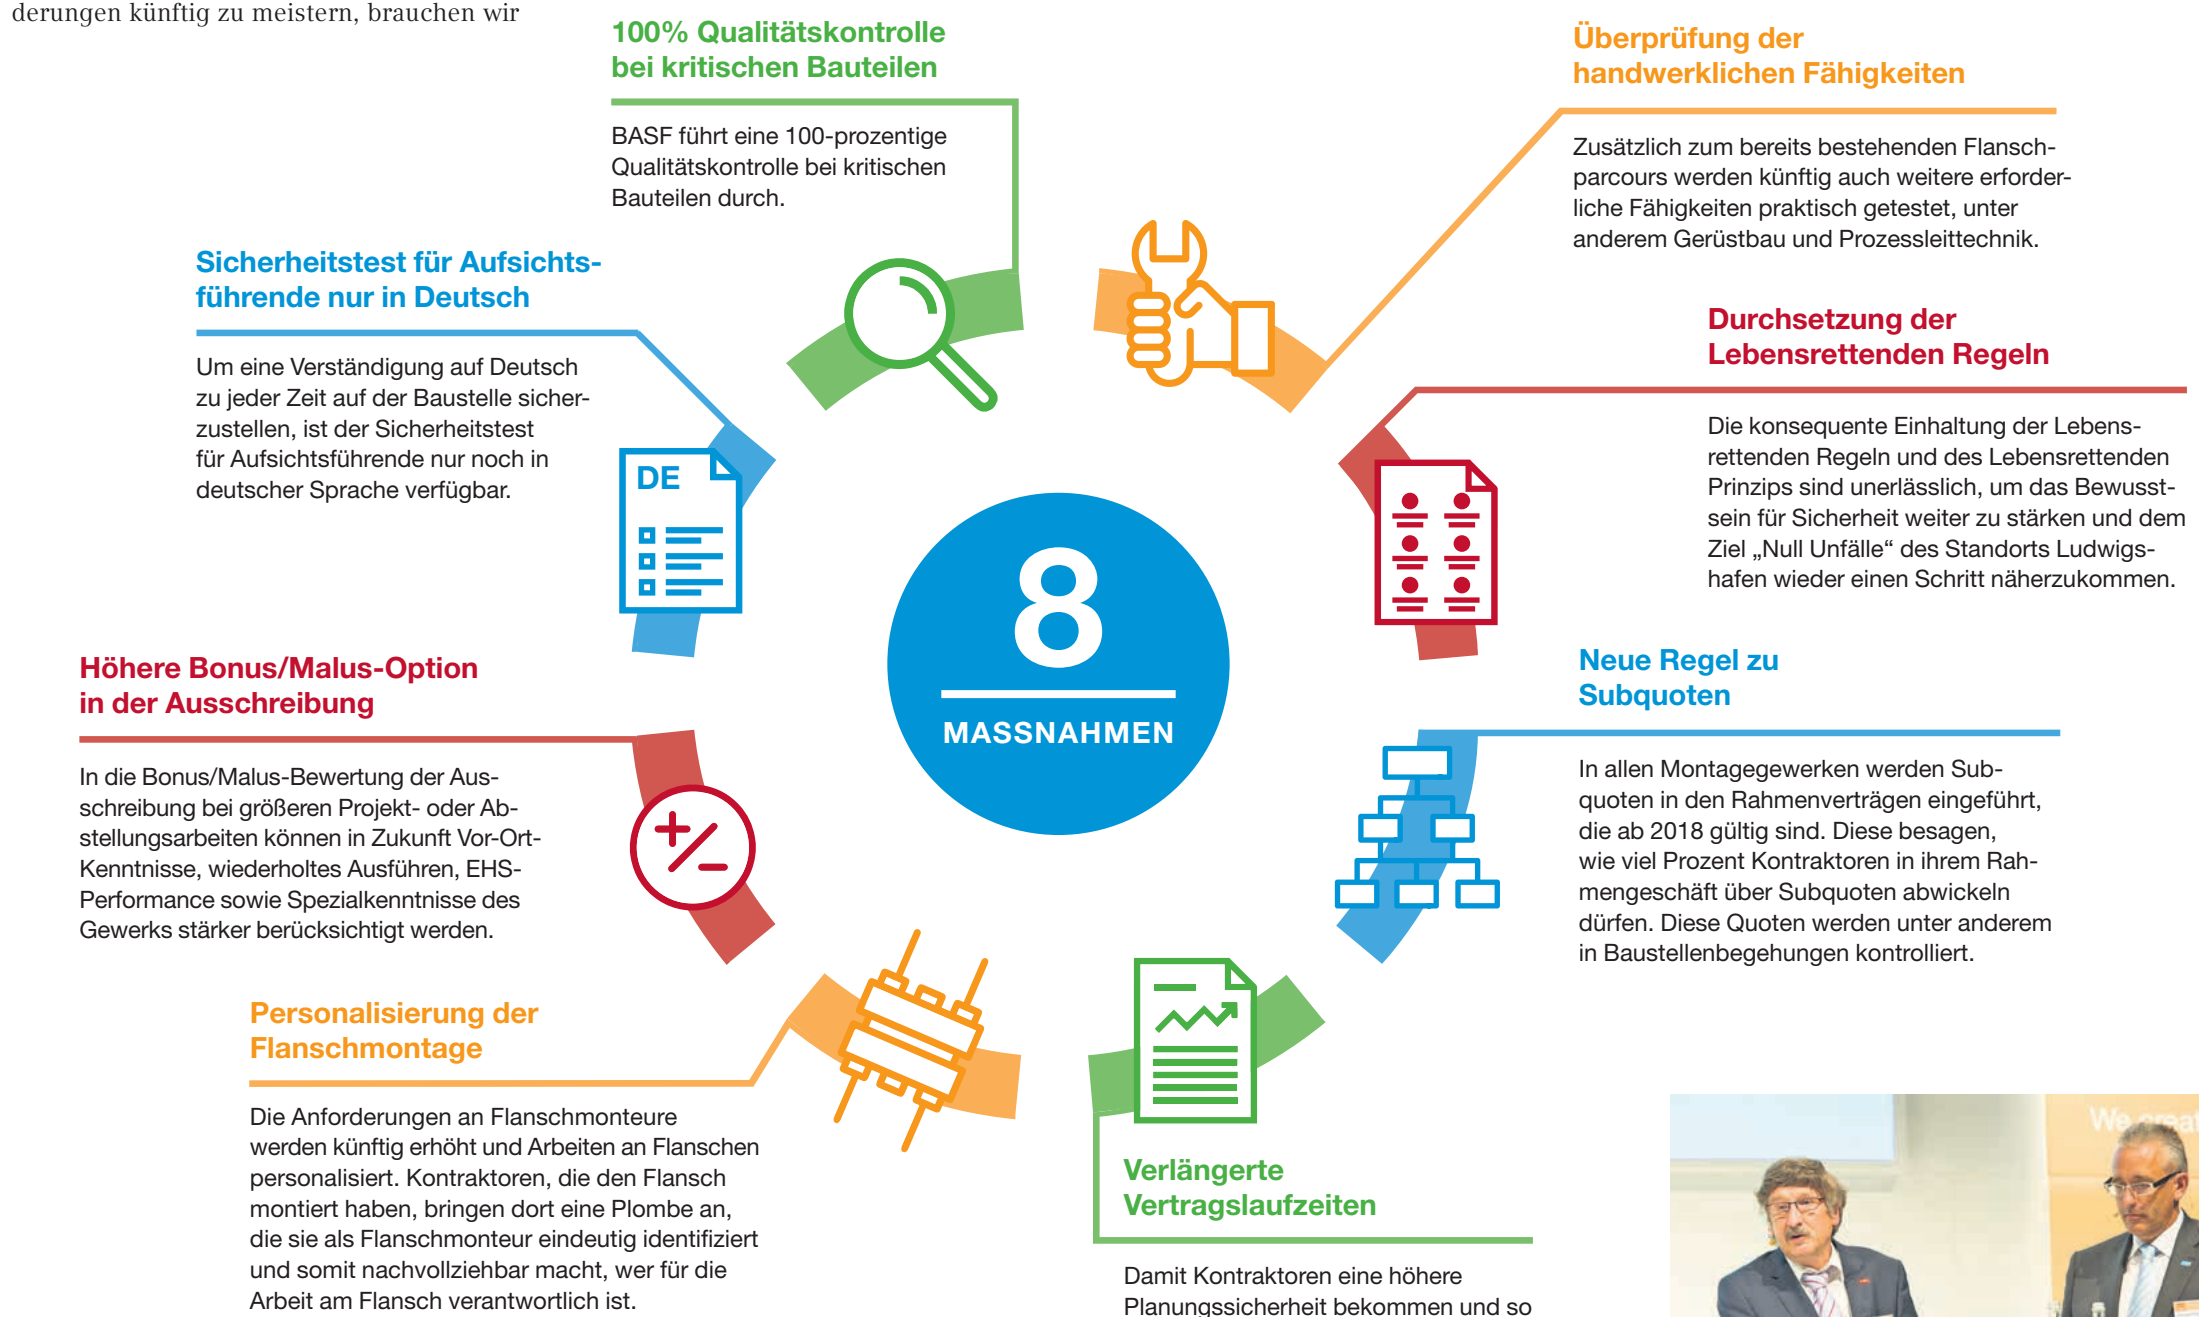 derungen künftig zu meistern, brauchen wir
100% Qualitätskontrolle
bei kritischen Bauteilen
BASF führt eine 100-prozentige
Qualitätskontrolle bei kritischen
Bauteilen durch.
Überprüfung der
handwerklichen Fähigkeiten
Zusätzlich zum bereits bestehenden Flansch-
parcours werden künftig auch weitere erforder-
liche Fähigkeiten praktisch getestet, unter
anderem Gerüstbau und Prozessleittechnik.
Sicherheitstest für Aufsichts-
führende nur in Deutsch
Um eine Verständigung auf Deutsch
zu jeder Zeit auf der Baustelle sicher-
zustellen, ist der Sicherheitstest
für Aufsichtsführende nur noch in
deutscher Sprache verfügbar.
DE
Durchsetzung der
Lebensrettenden Regeln
Die konsequente Einhaltung der Lebens-
rettenden Regeln und des Lebensrettenden
Prinzips sind unerlässlich, um das Bewusst-
sein für Sicherheit weiter zu stärken und dem
Ziel „Null Unfälle“ des Standorts Ludwigs-
hafen wieder einen Schritt näherzukommen.
8
MASSNAHMEN
Höhere Bonus/Malus-Option
in der Ausschreibung
In die Bonus/Malus-Bewertung der Aus-
schreibung bei größeren Projekt- oder Ab-
stellungsarbeiten können in Zukunft Vor-Ort-
Kenntnisse, wiederholtes Ausführen, EHS-
Performance sowie Spezialkenntnisse des
Gewerks stärker berücksichtigt werden.
+/-
Neue Regel zu
Subquoten
In allen Montagegewerken werden Sub-
quoten in den Rahmenverträgen eingeführt,
die ab 2018 gültig sind. Diese besagen,
wie viel Prozent Kontraktoren in ihrem Rah-
mengeschäft über Subquoten abwickeln
dürfen. Diese Quoten werden unter anderem
in Baustellenbegehungen kontrolliert.
Personalisierung der
Flanschmontage
Die Anforderungen an Flanschmonteure
werden künftig erhöht und Arbeiten an Flanschen
personalisiert. Kontraktoren, die den Flansch
montiert haben, bringen dort eine Plombe an,
die sie als Flanschmonteur eindeutig identifiziert
und somit nachvollziehbar macht, wer für die
Arbeit am Flansch verantwortlich ist.
Verlängerte
Vertragslaufzeiten
Damit Kontraktoren eine höhere
Planungssicherheit bekommen und so
We creat